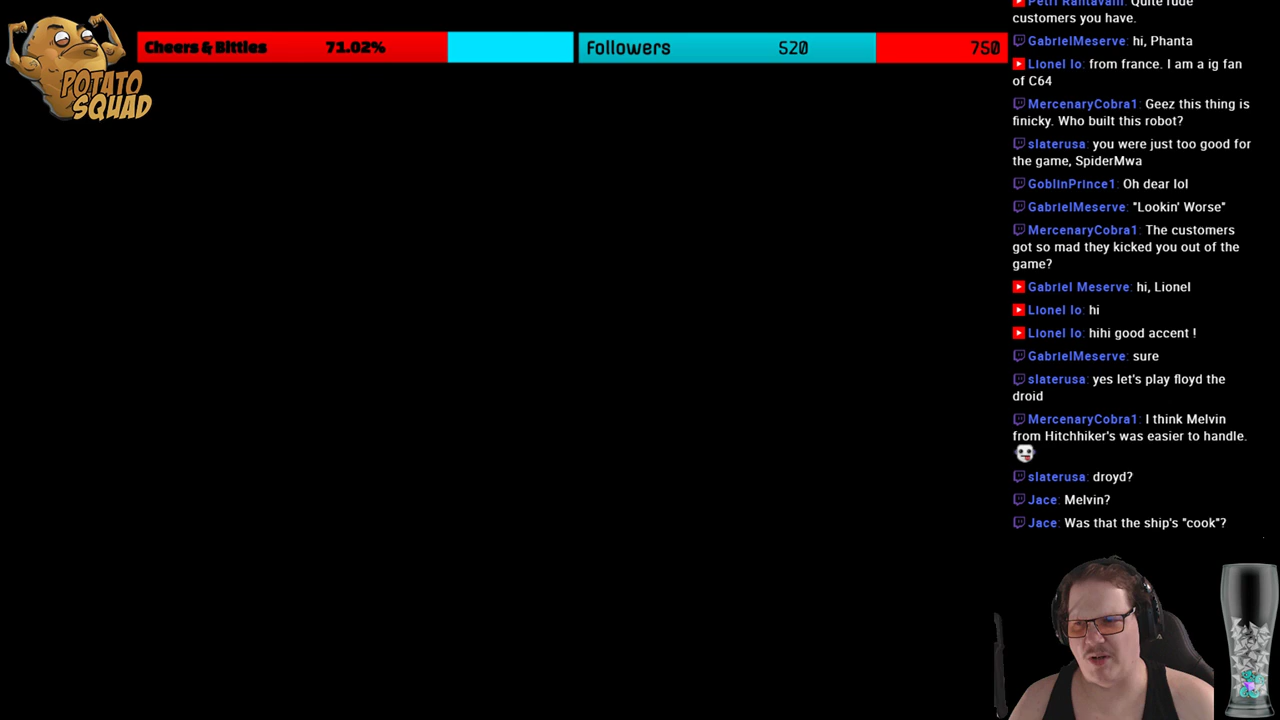 POTATO
SQUAD
Cheers & Bitties 71.02%
Followers 520 750
Petri Rantavani: Quite rude
customers you have.
GabrielMeserve: hi, Phanta
Lionel lo: from france. I am a ig fan
of C64
MercenaryCobra1: Geez this thing is
finicky. Who built this robot?
slaterusa: you were just too good for
the game, SpiderMwa
GoblinPrince1: Oh dear lol
GabrielMeserve: "Lookin' Worse"
MercenaryCobra1: The customers
got so mad they kicked you out of the
game?
Gabriel Meserve: hi, Lionel
Lionel lo: hi
Lionel lo: hihi good accent !
GabrielMeserve: sure
slaterusa: yes let's play floyd the
droid
MercenaryCobra1: I think Melvin
from Hitchhiker's was easier to handle.
slaterusa: droyd?
Jace: Melvin?
Jace: Was that the ship's "cook"?